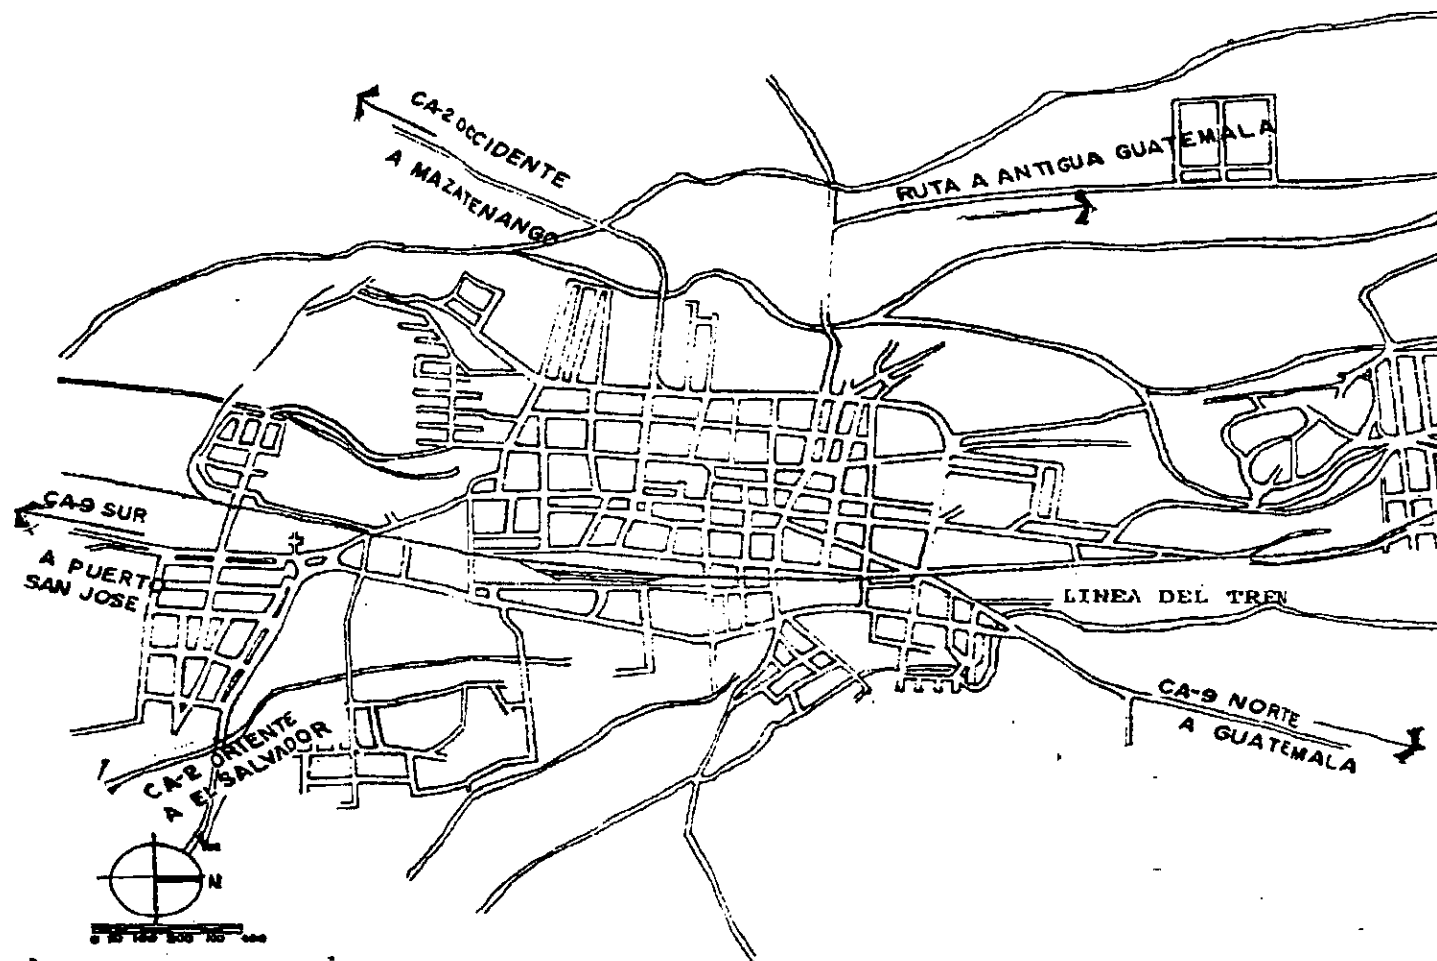 CA-2 OCCIDENTE
A MAZATENANGO
RUTA A ANTIGUA GUATEMALA
CA-9 SUR
A PUERTO
SAN JOSE
LINEA DEL TREN
CA-9 NORTE
A GUATEMALA
CA-2 ORIENTE
A EL SALVADOR
N